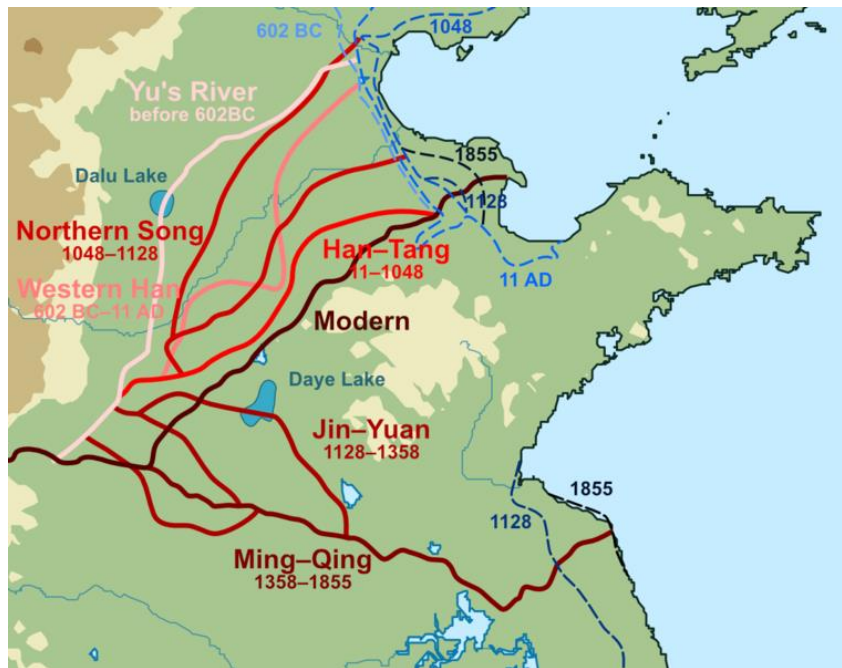 602 BC
1048
Yu's River
before 602BC
Dalu Lake
1855
1128
Northern Song
1048–1128
Han–Tang
11–1048
11 AD
Western Han
602 BC–11 AD
Modern
Daye Lake
Jin–Yuan
1128–1358
1855
1128
Ming–Qing
1358–1855